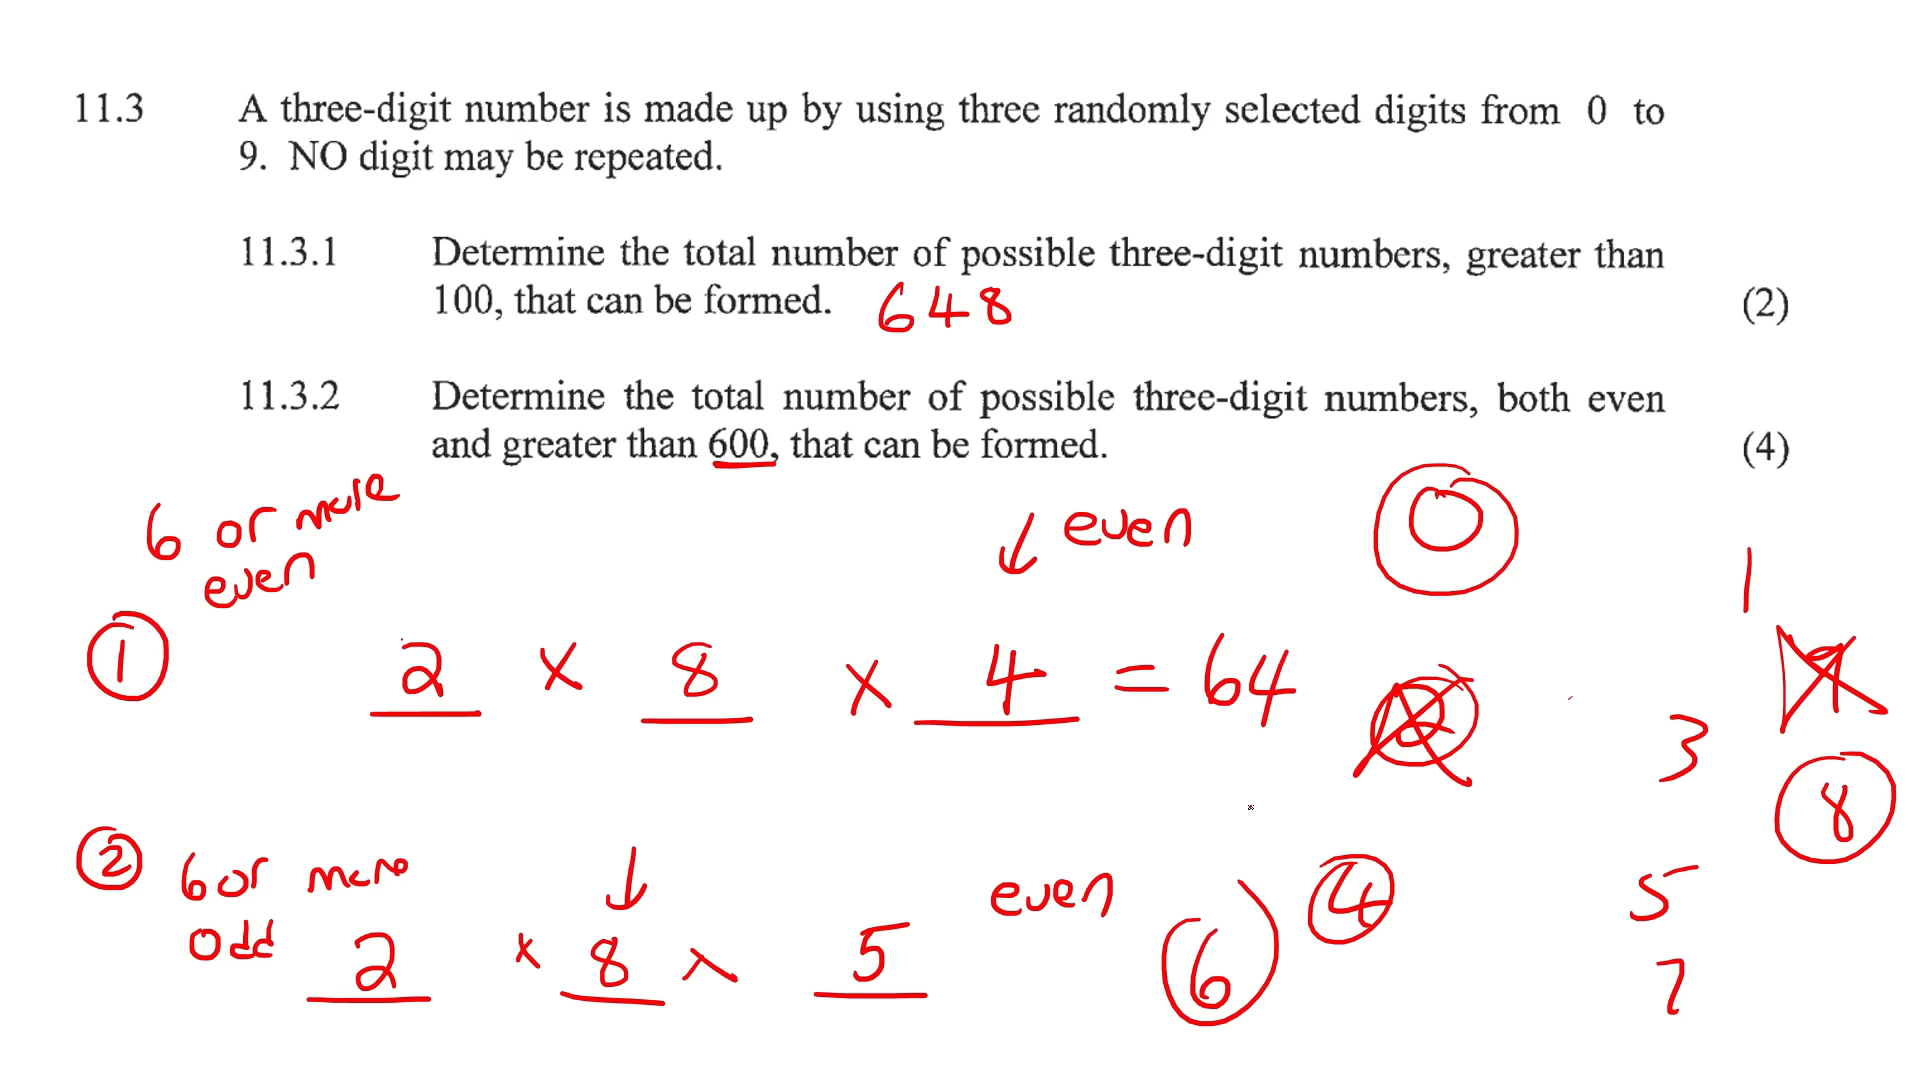 11.3 A three-digit number is made up by using three randomly selected digits from 0 to
9. NO digit may be repeated.
11.3.1 Determine the total number of possible three-digit numbers, greater than
100, that can be formed. 648 (2)
11.3.2 Determine the total number of possible three-digit numbers, both even
and greater than 600, that can be formed. (4)
6 or more
even
↓ even
0
1
① 2 × 8 × 4 = 64
2
3
8
② 6 or more
odd
↓
2 × 8 × 5
even
6
4
5
7